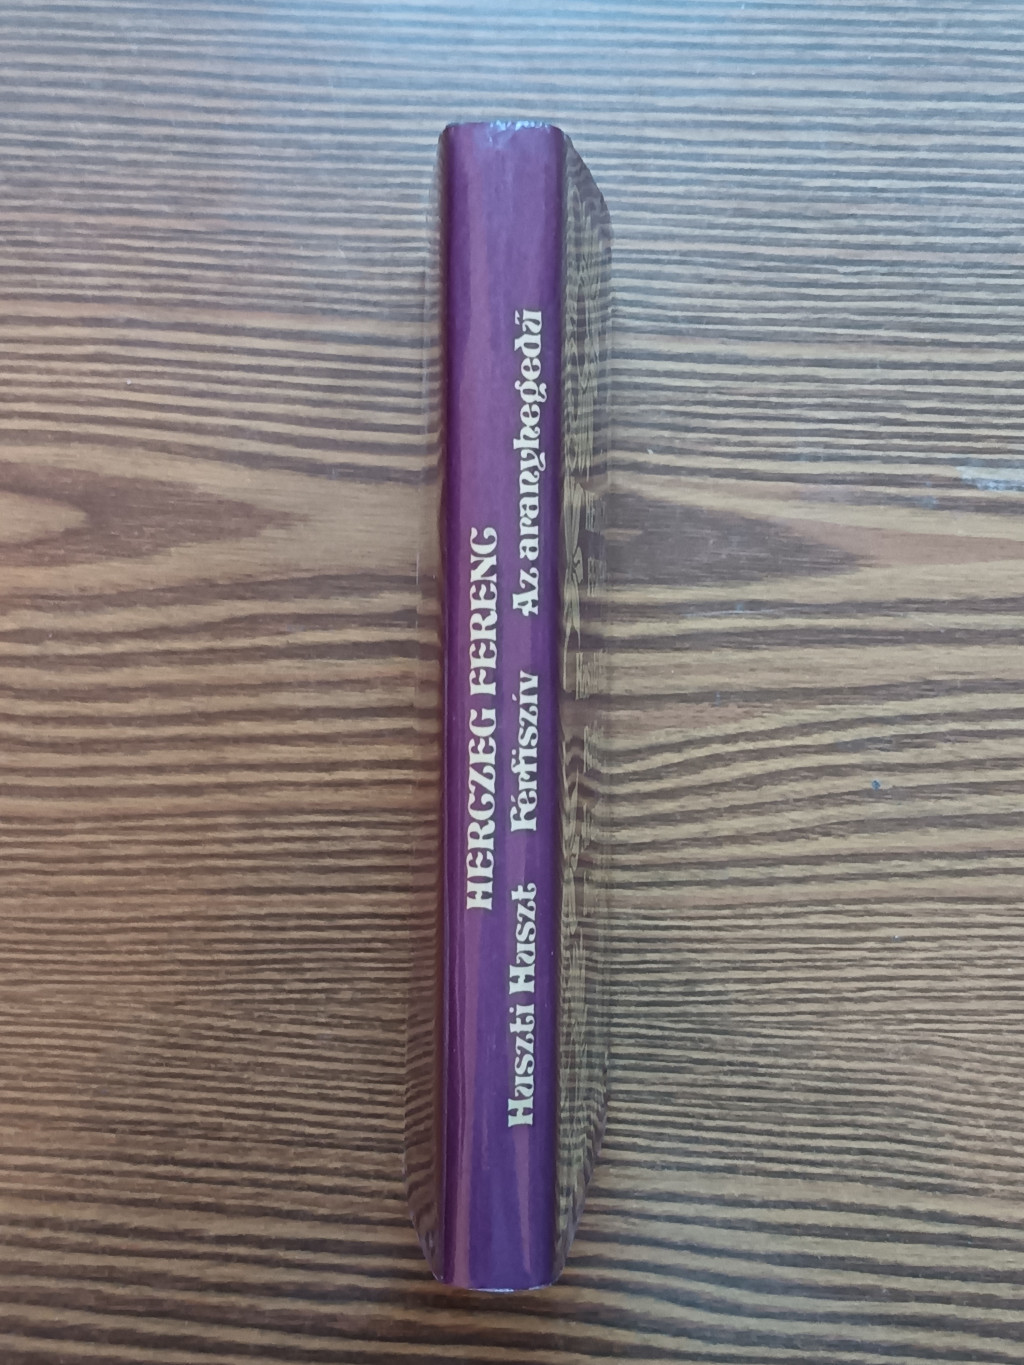 HERCZEG FERENC
Huszti Huszt Férfiszív Az aranyhegedű